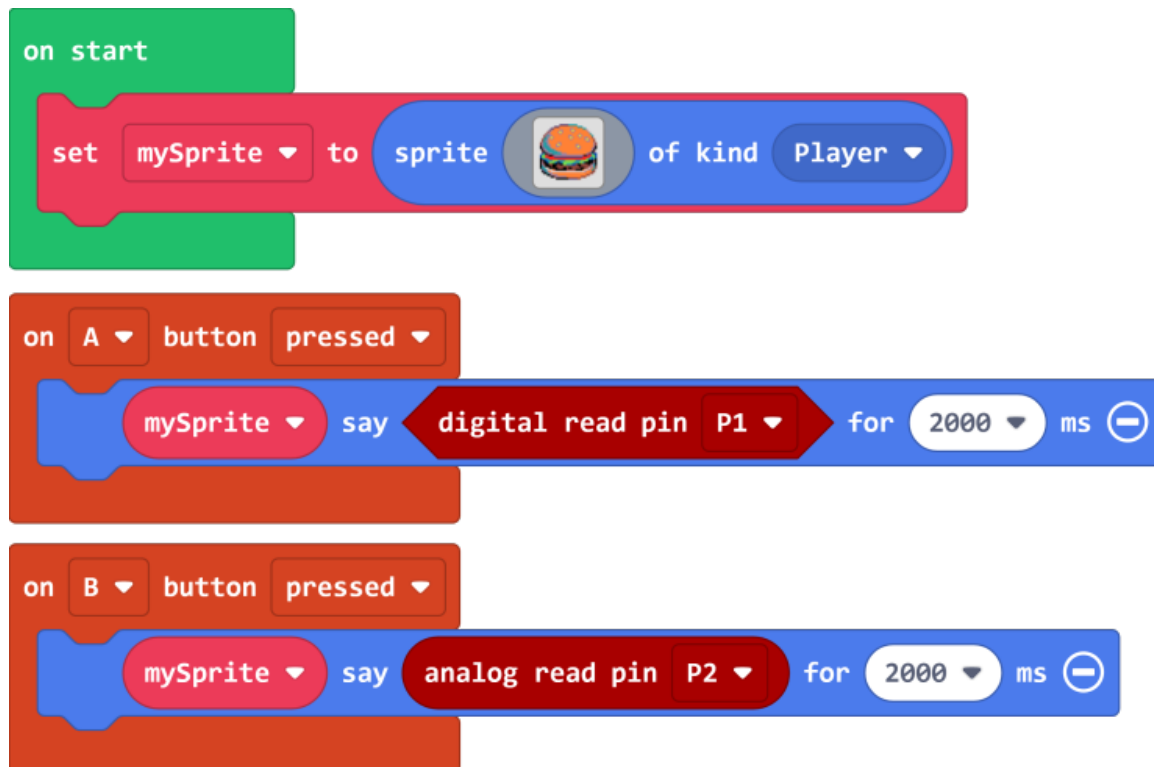 on start
set mySprite to sprite of kind Player
on A button pressed
mySprite say digital read pin P1 for 2000 ms
on B button pressed
mySprite say analog read pin P2 for 2000 ms